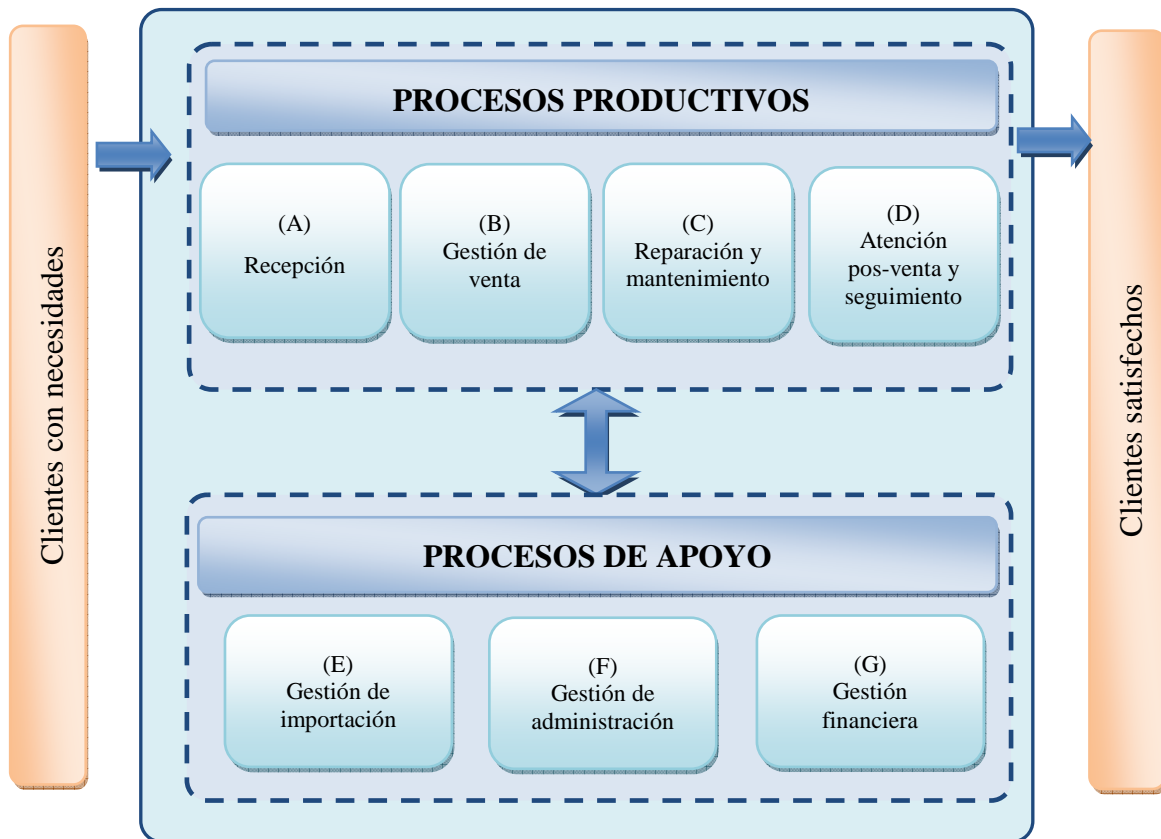 Clientes con necesidades
PROCESOS PRODUCTIVOS
(A)
Recepción
(B)
Gestión de
venta
(C)
Reparación y
mantenimiento
(D)
Atención
pos-venta y
seguimiento
PROCESOS DE APOYO
(E)
Gestión de
importación
(F)
Gestión de
administración
(G)
Gestión
financiera
Clientes satisfechos